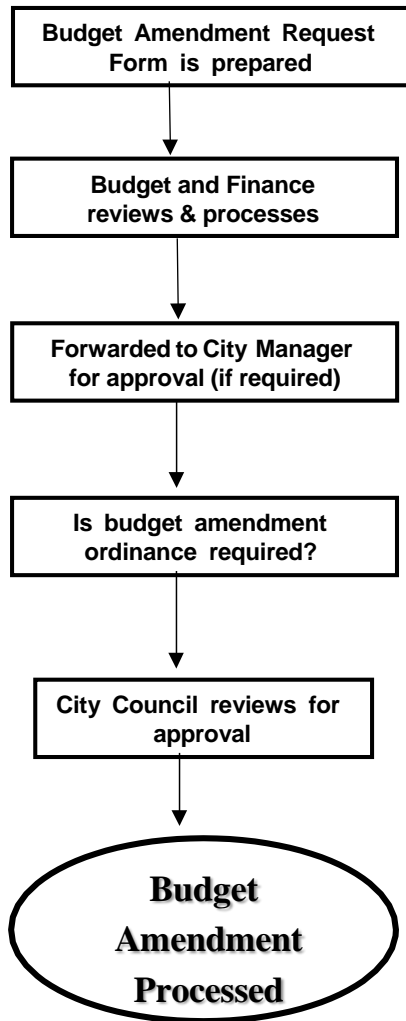 Budget Amendment Request
Form is prepared
Budget and Finance
reviews & processes
Forwarded to City Manager
for approval (if required)
Is budget amendment
ordinance required?
City Council reviews for
approval
Budget
Amendment
Processed